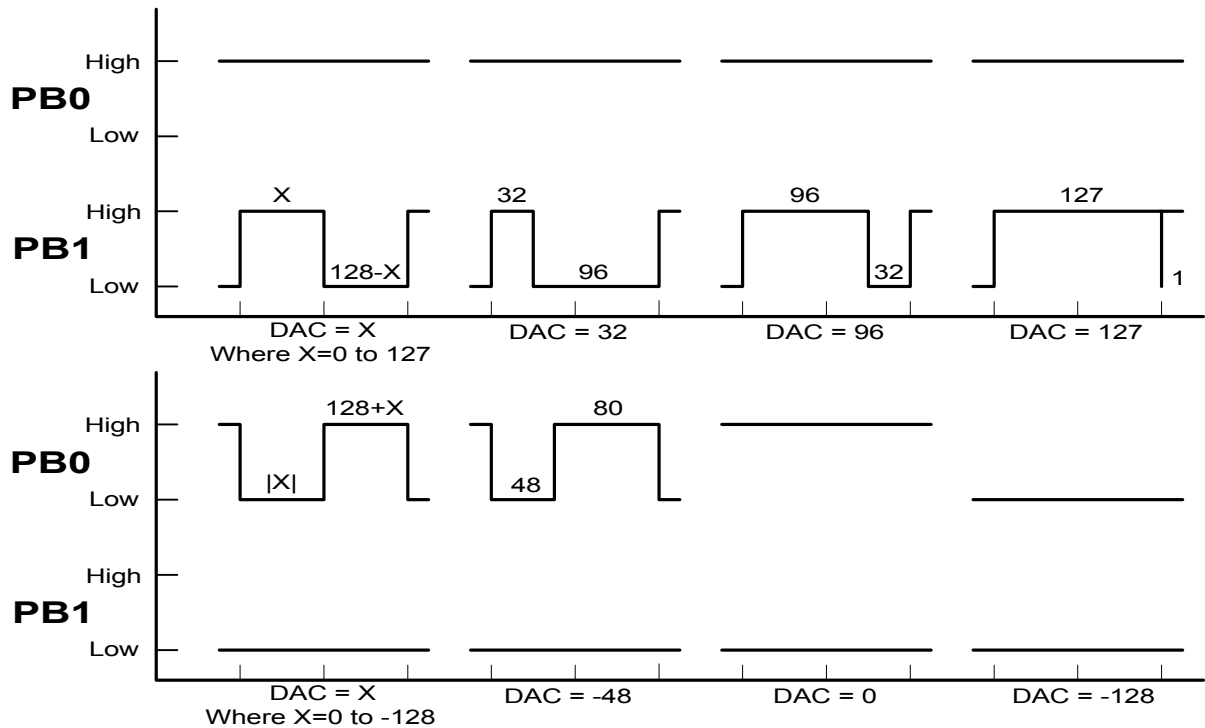 High
PB0
Low
X
32
96
127
High
PB1
128-X
96
32
1
Low
DAC = X
Where X=0 to 127
DAC = 32
DAC = 96
DAC = 127
128+X
80
High
PB0
|X|
48
Low
High
PB1
Low
DAC = X
Where X=0 to -128
DAC = -48
DAC = 0
DAC = -128